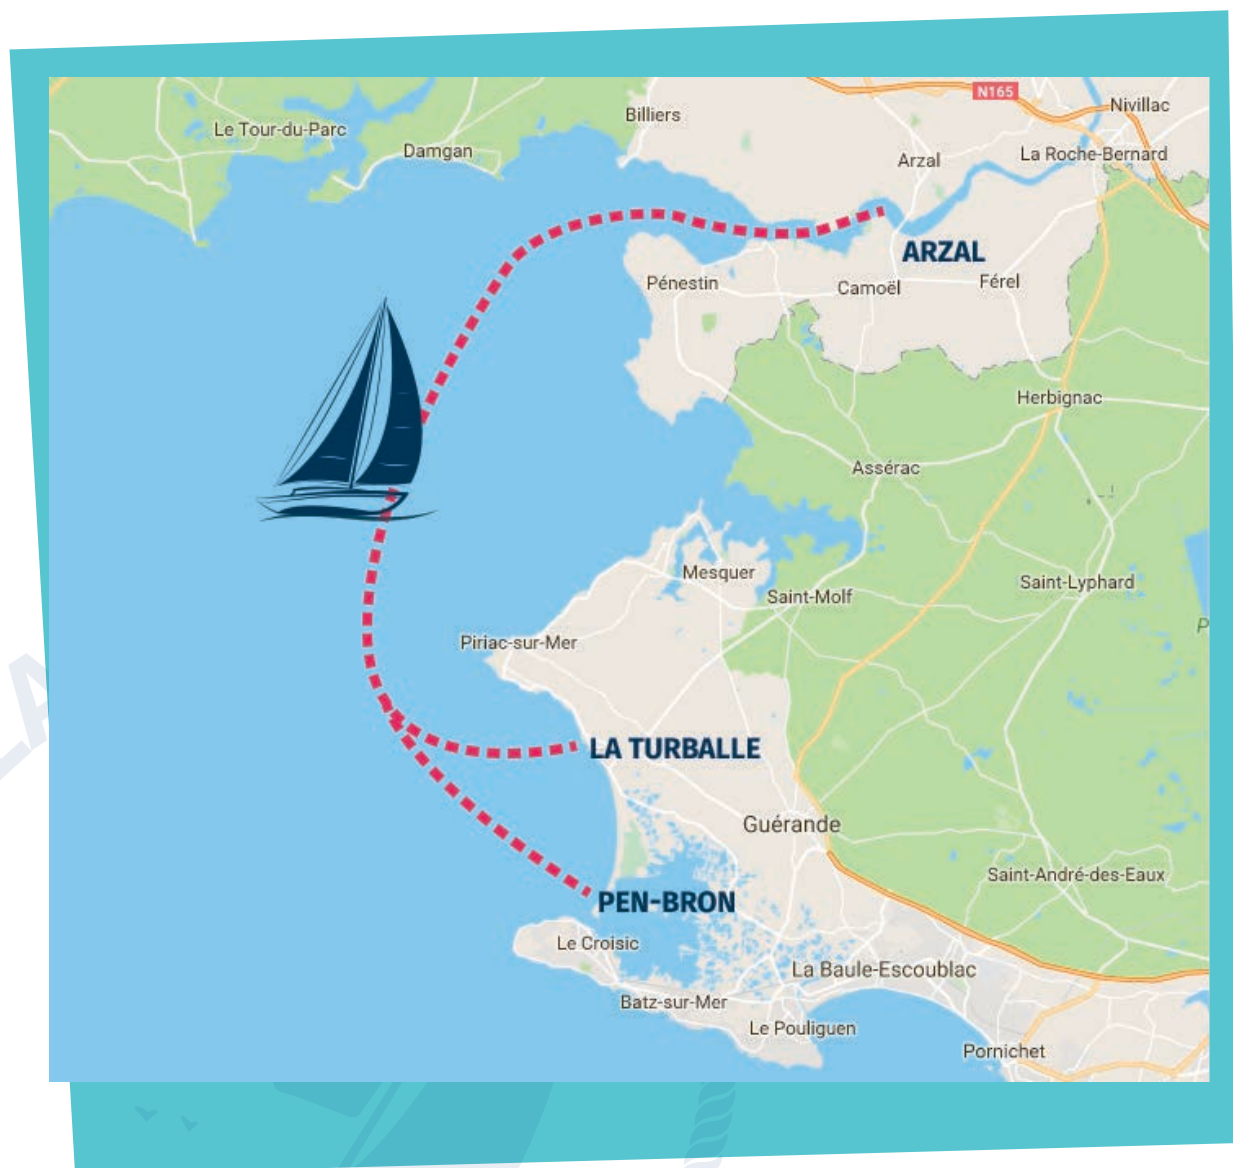 N165
Nivillac
Billiers
Le Tour-du-Parc
Damgan
Arzal
La Roche-Bernard
ARZAL
Pénestin
Camoël
Férel
Herbignac
Assérac
Mesquer
Saint-Molf
Saint-Lyphard
P
Piriac-sur-Mer
LA
LA TURBALLE
Guérande
Saint-André-des-Eaux
PEN-BRON
Le Croisic
La Baule-Escoublac
Batz-sur-Mer
Le Pouliguen
Pornichet